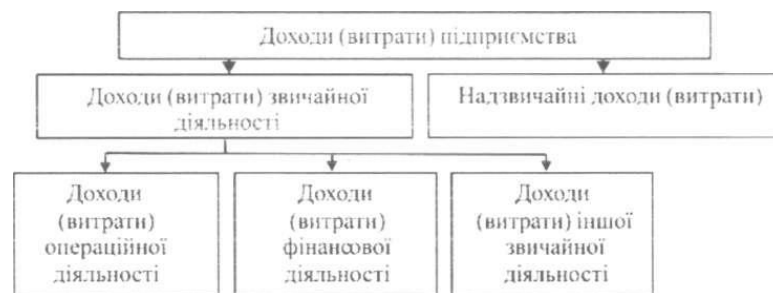 Доходи (витрати) підприємства
Доходи (витрати) звичайної
діяльності
Надзвичайні доходи (витрати)
Доходи
(витрати)
операційної
діяльності
Доходи
(витрати)
фінансової
діяльності
Доходи
(витрати) іншої
звичайної
діяльності